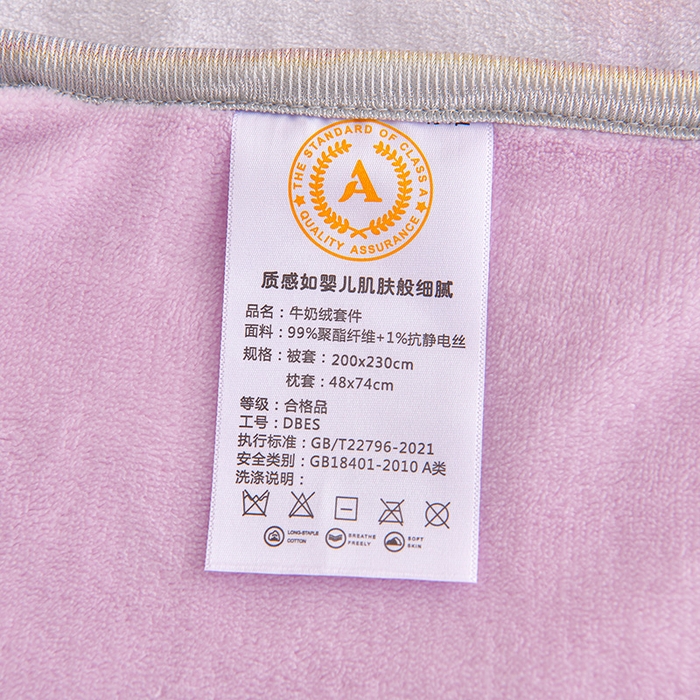 THE STANDARD OF CLASS A
A
QUALITY ASSURANCE
质感如婴儿肌肤般细腻
品名：牛奶绒套件
面料：99%聚酯纤维+1%抗静电丝
规格：被套：200x230cm
枕套：48x74cm
等级：合格品
工号：DBES
执行标准：GB/T22796-2021
安全类别：GB18401-2010 A类
洗涤说明：
LONG-STAPLE COTTON
BREATHE FREELY
SOFT SKIN